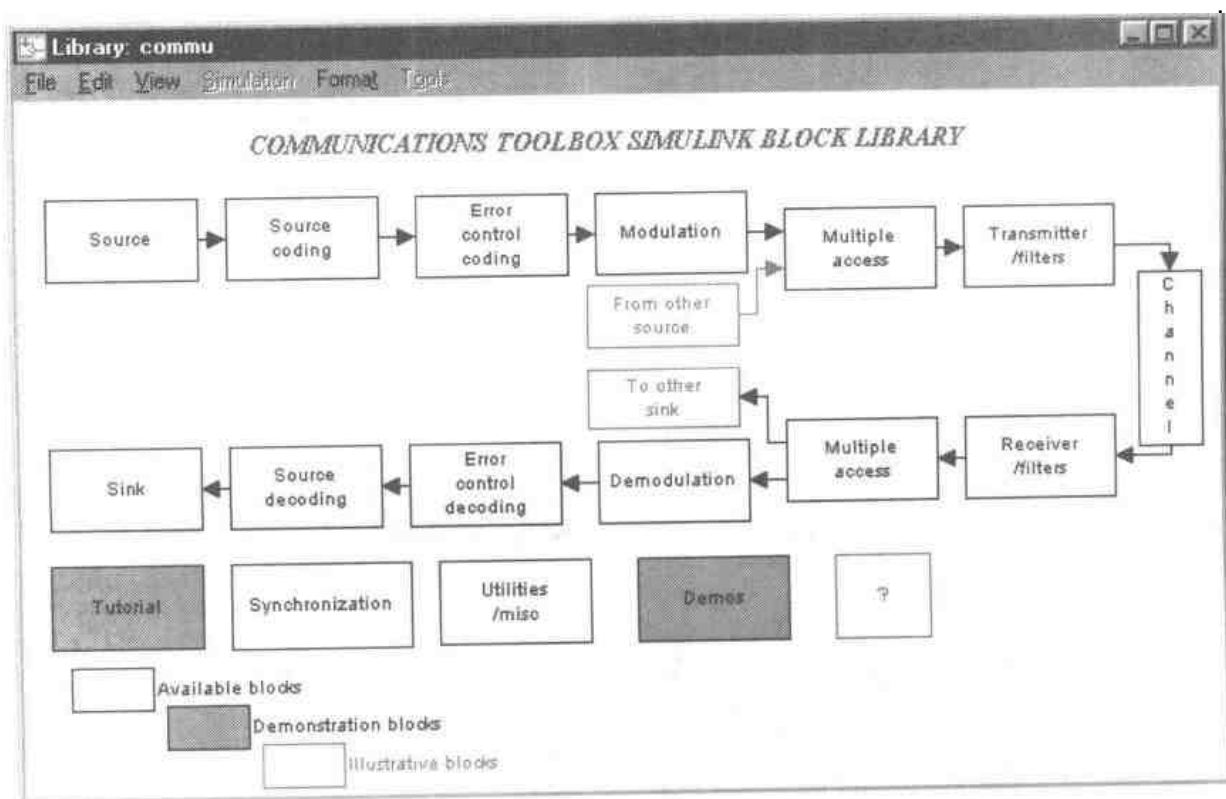 Library: commu
File Edit View Simulation Format Tools
COMMUNICATIONS TOOLBOX SIMULINK BLOCK LIBRARY
Source
Source
coding
Error
control
coding
Modulation
Multiple
access
Transmitter
/filters
From other
source
Channel
To other
sink
Sink
Source
decoding
Error
control
decoding
Demodulation
Multiple
access
Receiver
/filters
Tutorial
Synchronization
Utilities
/misc
Demos
?
Available blocks
Demonstration blocks
Illustrative blocks